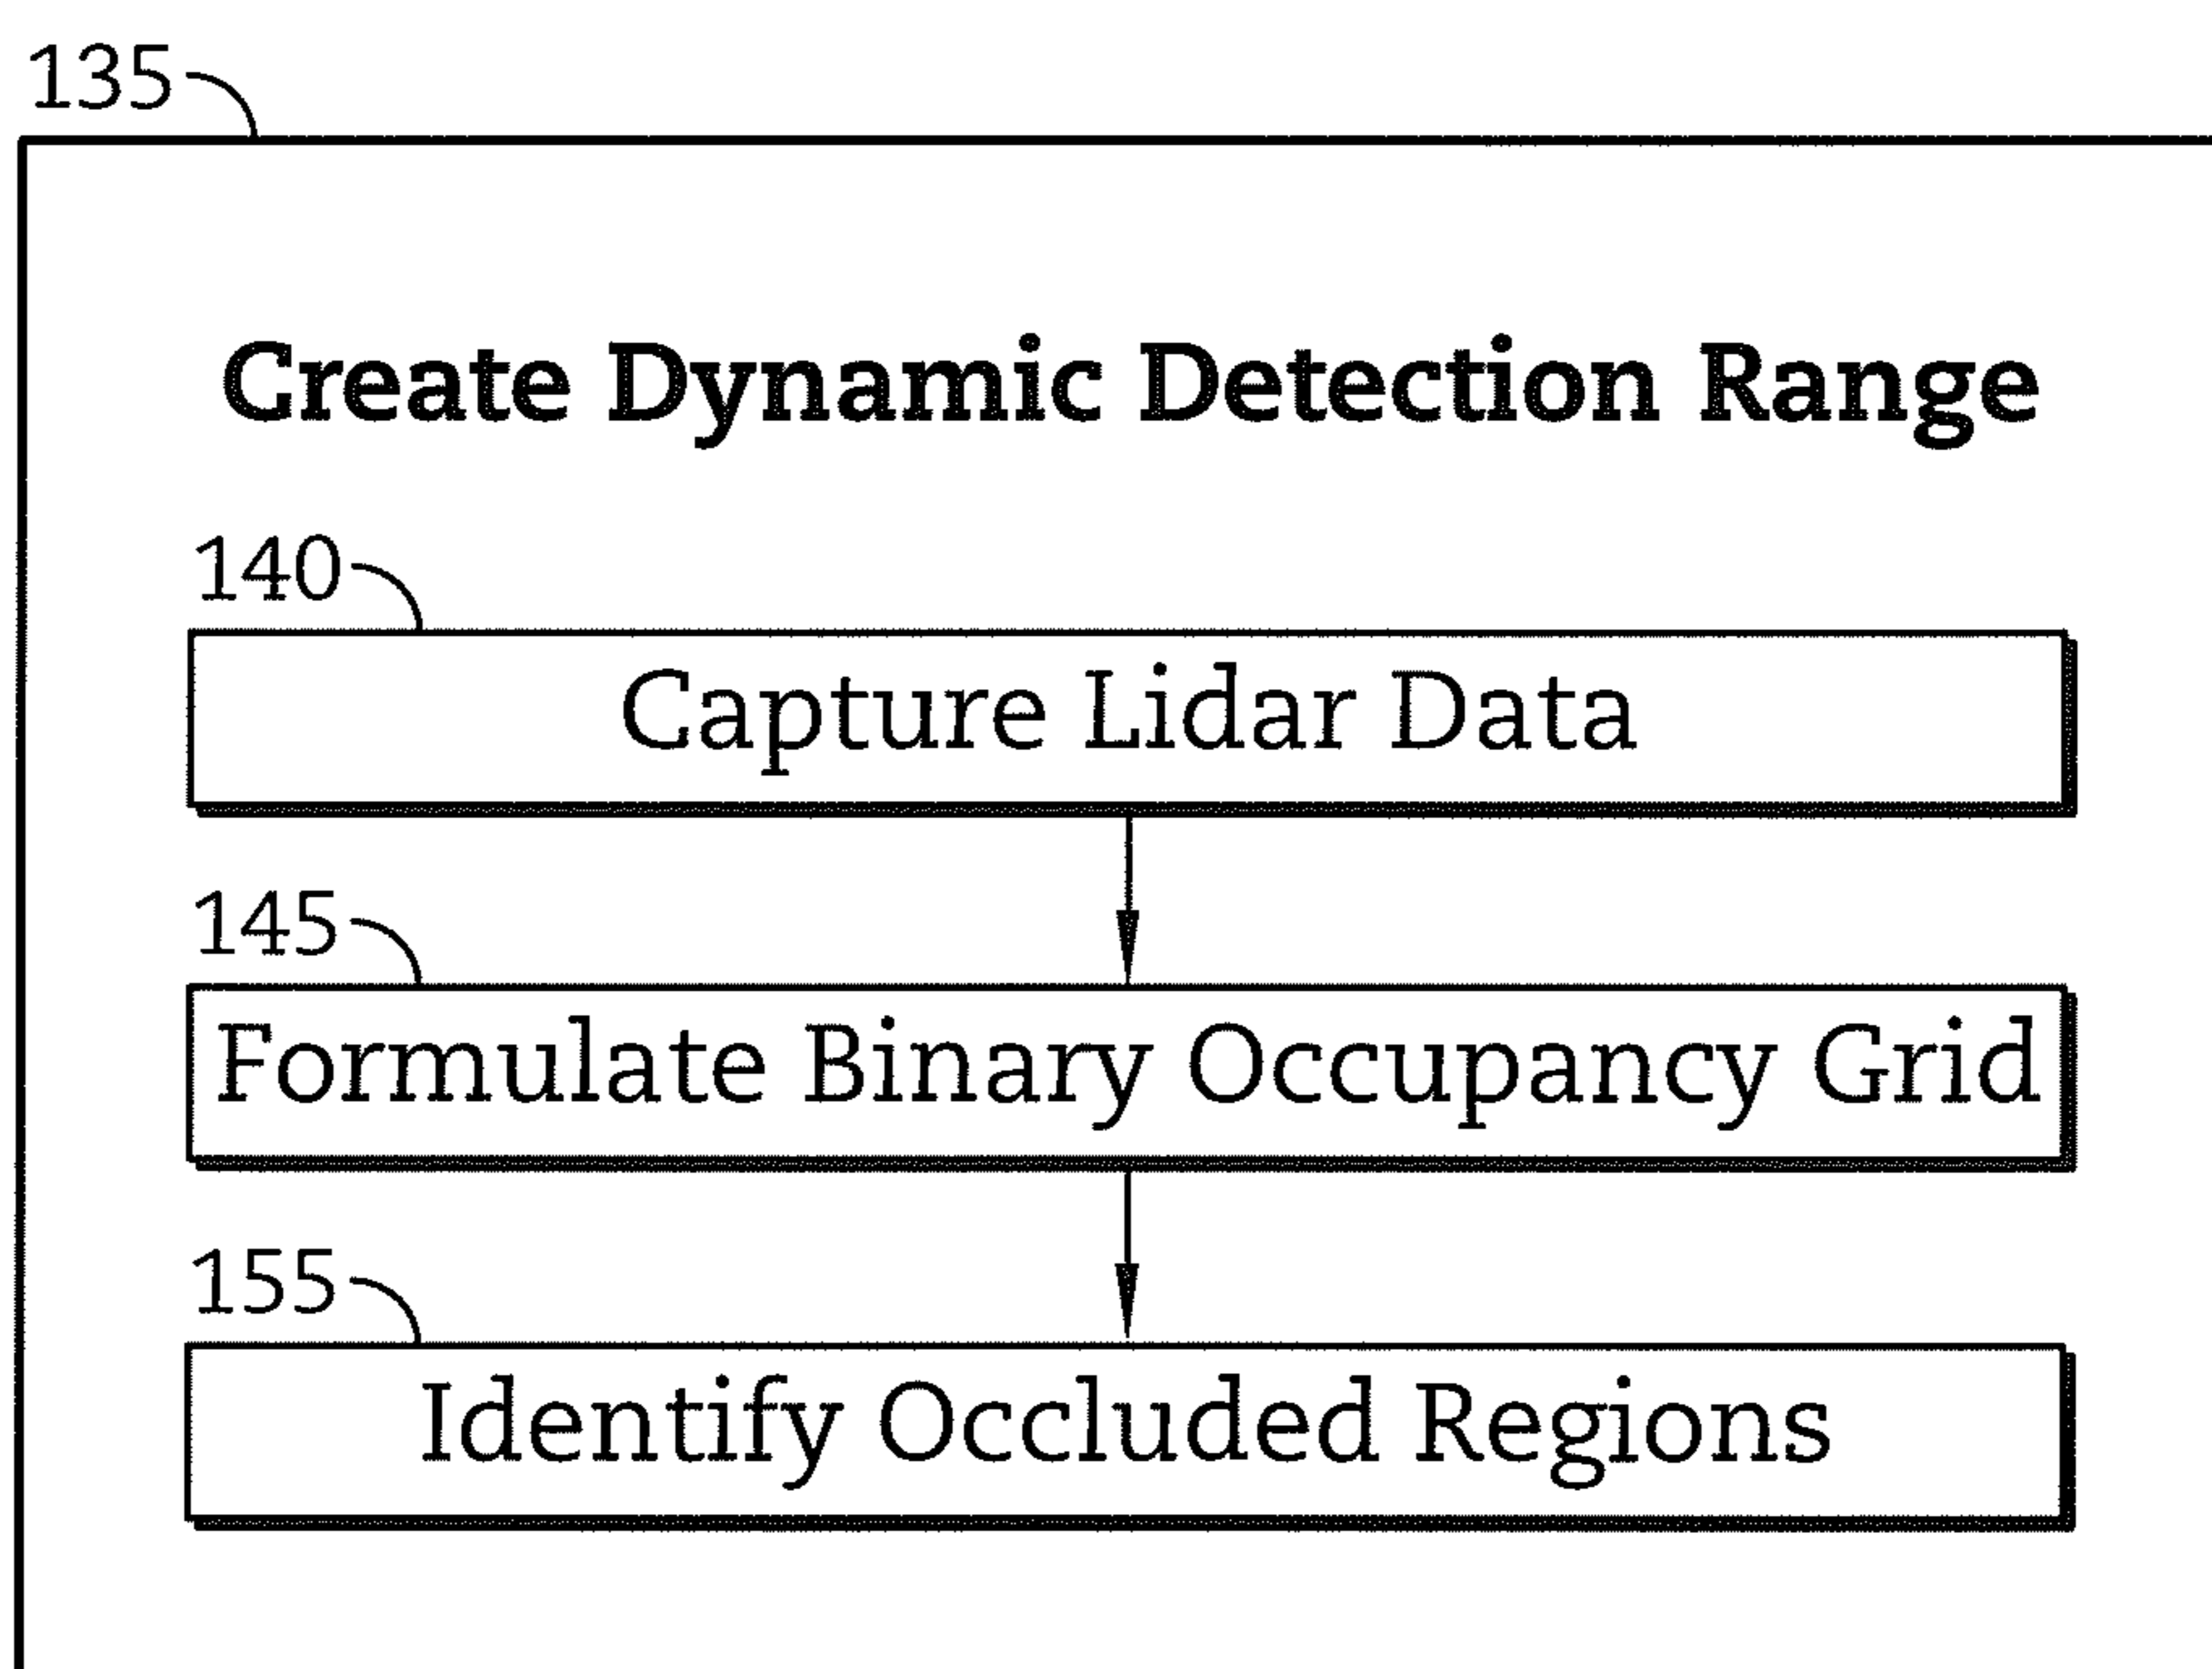 135
Create Dynamic Detection Range
140
Capture Lidar Data
145
Formulate Binary Occupancy Grid
155
Identify Occluded Regions